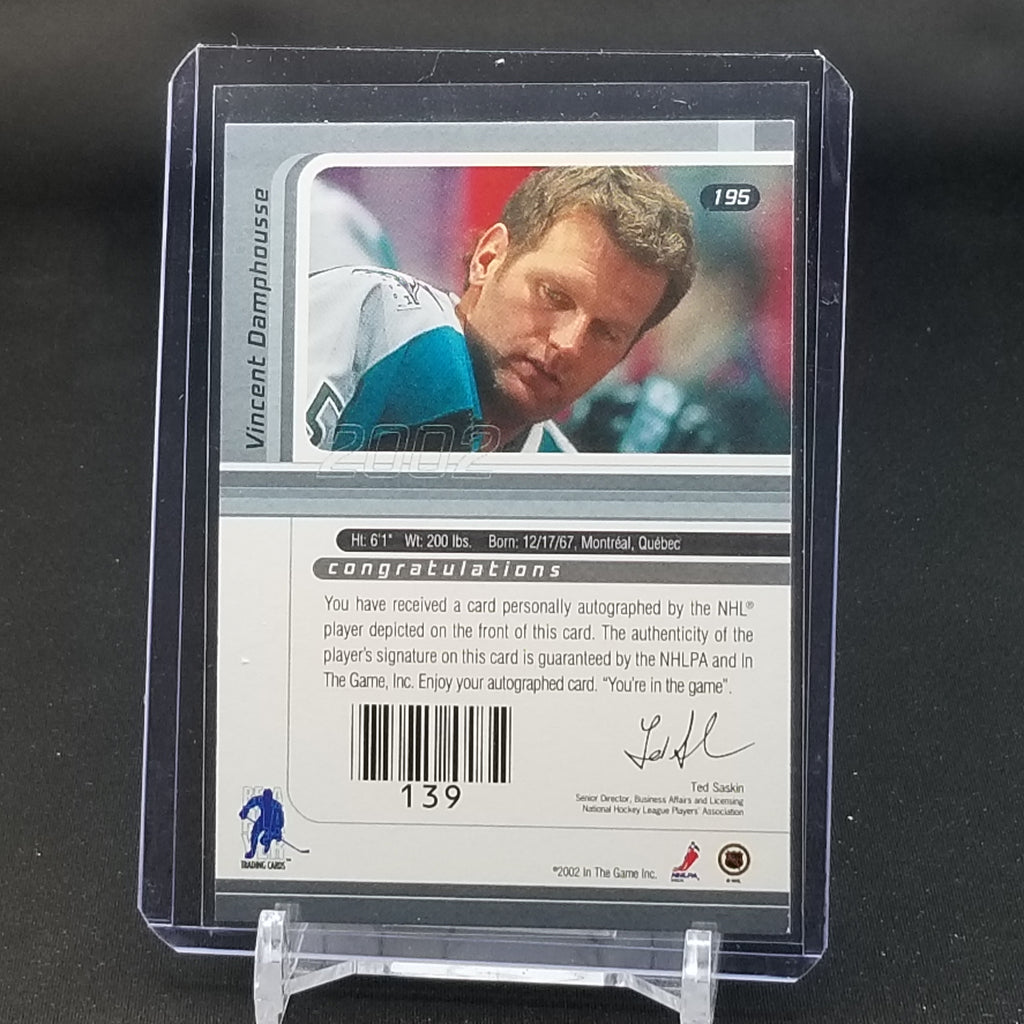 195
Vincent Damphousse
2002
Ht: 6'1" Wt: 200 lbs. Born: 12/17/67, Montréal, Québec
congratulations
You have received a card personally autographed by the NHL®
player depicted on the front of this card. The authenticity of the
player's signature on this card is guaranteed by the NHLPA and In
The Game, Inc. Enjoy your autographed card. "You're in the game".
139
Ted Saskin
Senior Director, Business Affairs and Licensing
National Hockey League Players' Association
TRADING CARDS
©2002 In The Game Inc.
NHLPA